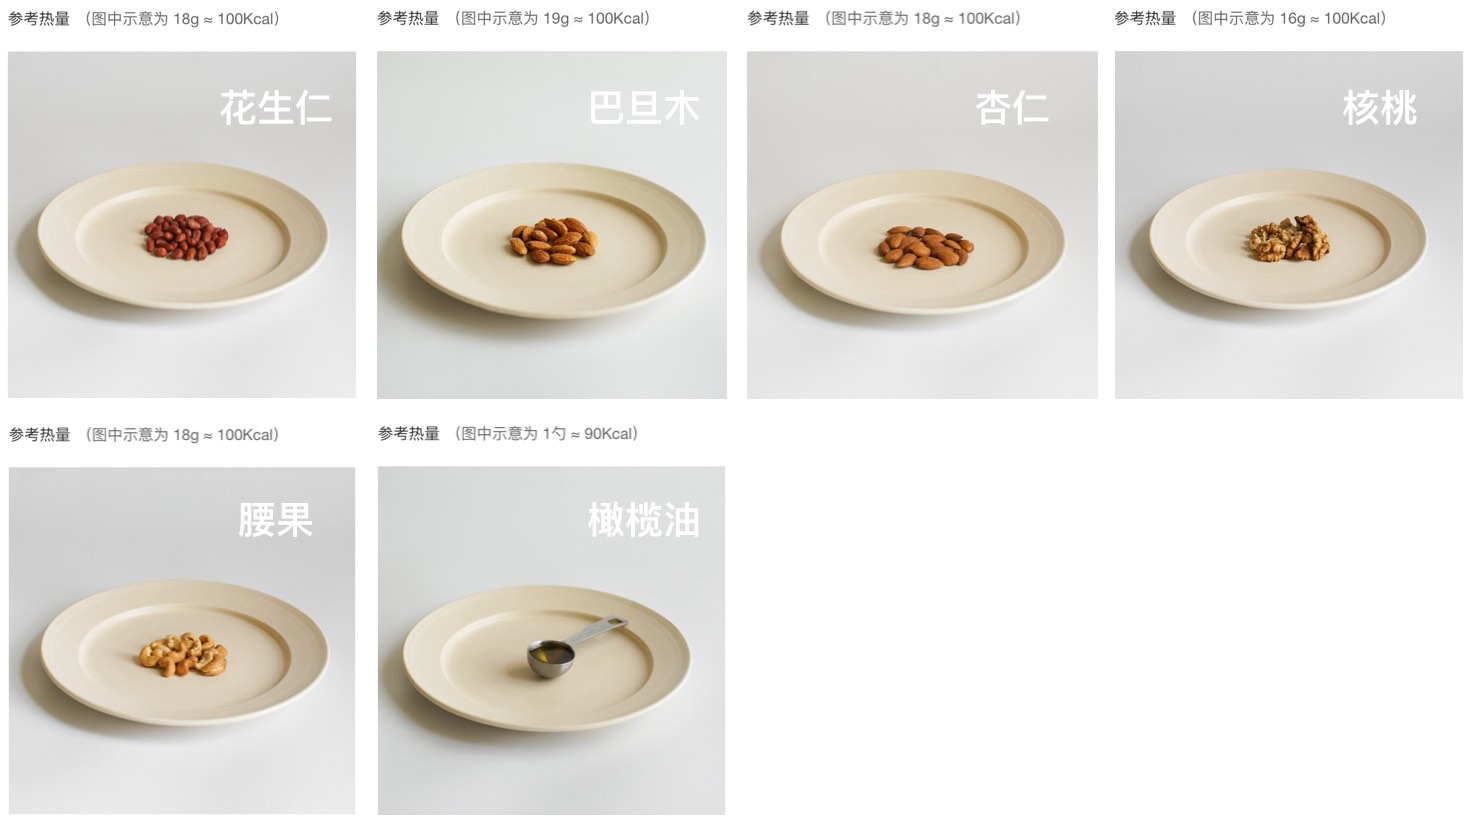 参考热量 （图中示意为 18g ≈ 100Kcal）
花生仁
参考热量 （图中示意为 19g ≈ 100Kcal）
巴旦木
参考热量 （图中示意为 18g ≈ 100Kcal）
杏仁
参考热量 （图中示意为 16g ≈ 100Kcal）
核桃
参考热量 （图中示意为 18g ≈ 100Kcal）
腰果
参考热量 （图中示意为 1勺 ≈ 90Kcal）
橄榄油